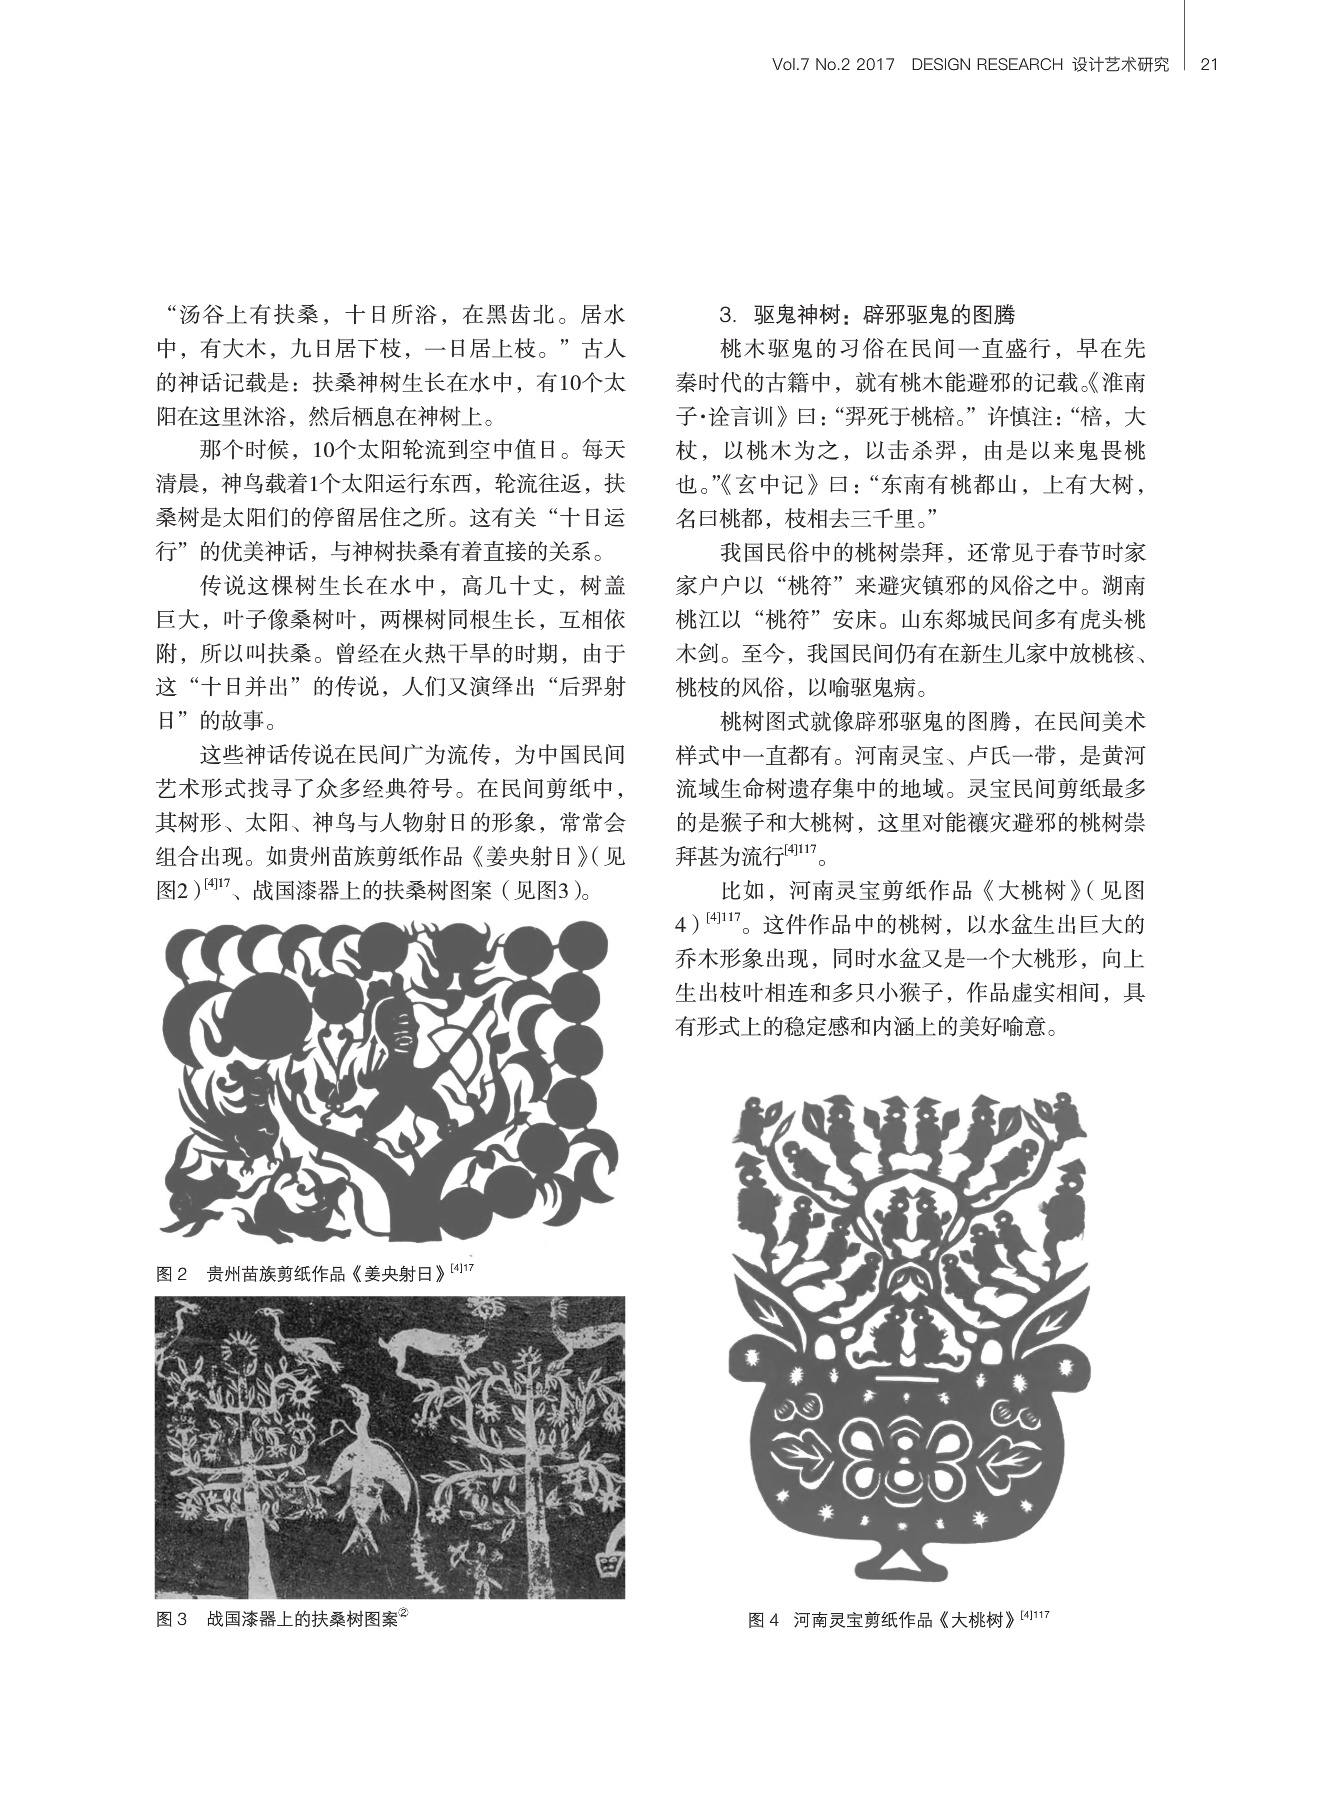 Vol.7 No.2 2017 DESIGN RESEARCH 设计艺术研究 21
“汤谷上有扶桑，十日所浴，在黑齿北。居水
中，有大木，九日居下枝，一日居上枝。”古人
的神话记载是：扶桑神树生长在水中，有10个太
阳在这里沐浴，然后栖息在神树上。
那个时候，10个太阳轮流到空中值日。每天
清晨，神鸟载着1个太阳运行东西，轮流往返，扶
桑树是太阳们的停留居住之所。这有关“十日运
行”的优美神话，与神树扶桑有着直接的关系。
传说这棵树生长在水中，高几十丈，树盖
巨大，叶子像桑树叶，两棵树同根生长，互相依
附，所以叫扶桑。曾经在火热干旱的时期，由于
这“十日并出”的传说，人们又演绎出“后羿射
日”的故事。
这些神话传说在民间广为流传，为中国民间
艺术形式找寻了众多经典符号。在民间剪纸中，
其树形、太阳、神鸟与人物射日的形象，常常会
组合出现。如贵州苗族剪纸作品《姜央射日》（见
图2）[4]17、战国漆器上的扶桑树图案（见图3）。
图 2 贵州苗族剪纸作品《姜央射日》[4]17
图 3 战国漆器上的扶桑树图案②
3. 驱鬼神树：辟邪驱鬼的图腾
桃木驱鬼的习俗在民间一直盛行，早在先
秦时代的古籍中，就有桃木能避邪的记载。《淮南
子·诠言训》曰：“羿死于桃棓。”许慎注：“棓，大
杖，以桃木为之，以击杀羿，由是以来鬼畏桃
也。”《玄中记》曰：“东南有桃都山，上有大树，
名曰桃都，枝相去三千里。”
我国民俗中的桃树崇拜，还常见于春节时家
家户户以“桃符”来避灾镇邪的风俗之中。湖南
桃江以“桃符”安床。山东郯城民间多有虎头桃
木剑。至今，我国民间仍有在新生儿家中放桃核、
桃枝的风俗，以喻驱鬼病。
桃树图式就像辟邪驱鬼的图腾，在民间美术
样式中一直都有。河南灵宝、卢氏一带，是黄河
流域生命树遗存集中的地域。灵宝民间剪纸最多
的是猴子和大桃树，这里对能禳灾避邪的桃树崇
拜甚为流行[4]117。
比如，河南灵宝剪纸作品《大桃树》（见图
4）[4]117。这件作品中的桃树，以水盆生出巨大的
乔木形象出现，同时水盆又是一个大桃形，向上
生出枝叶相连和多只小猴子，作品虚实相间，具
有形式上的稳定感和内涵上的美好喻意。
图 4 河南灵宝剪纸作品《大桃树》[4]117